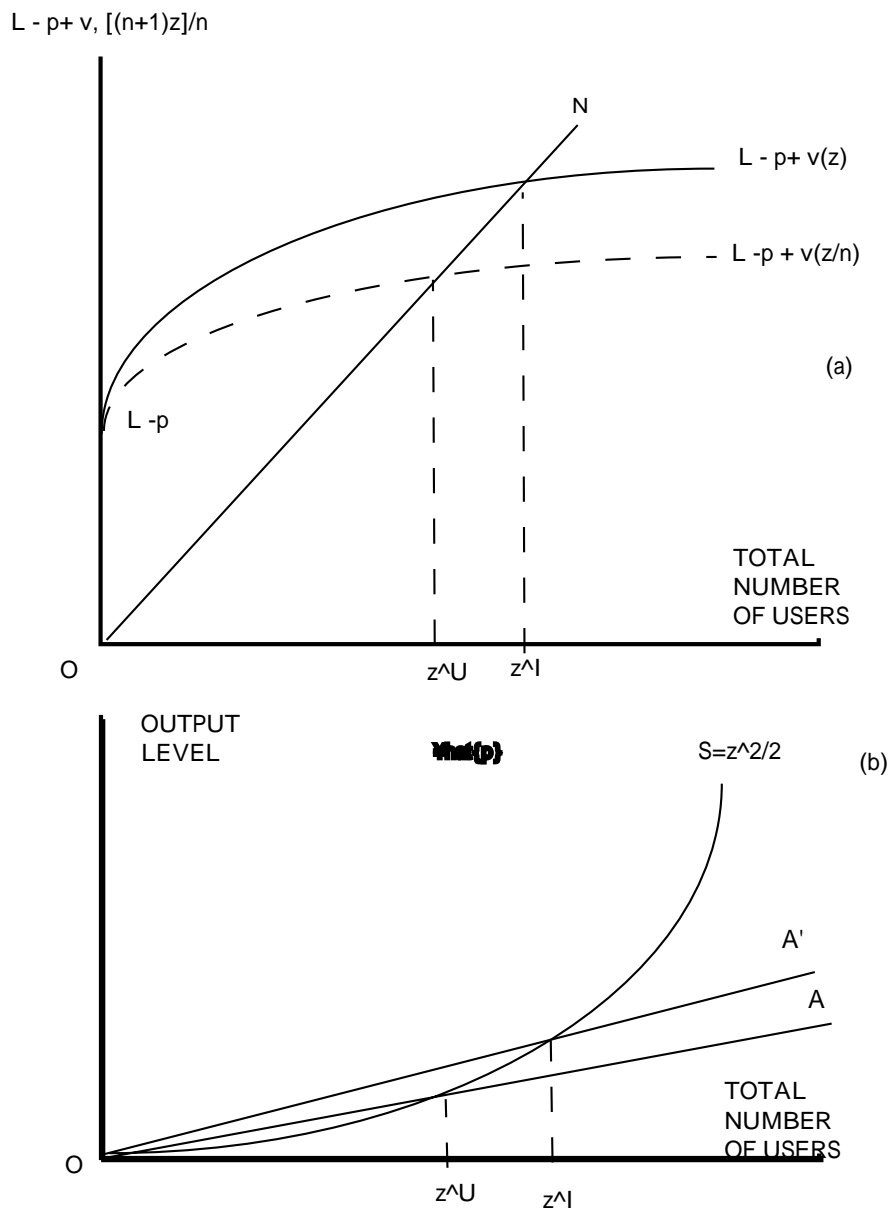 L - p+ v, [(n+1)z]/n
N
L - p+ v(z)
L -p + v(z/n)
(a)
L -p
TOTAL
NUMBER
OF USERS
O
z^U
z^I
OUTPUT
LEVEL
S=z^2/2
(b)
A'
A
TOTAL
NUMBER
OF USERS
O
z^U
z^I